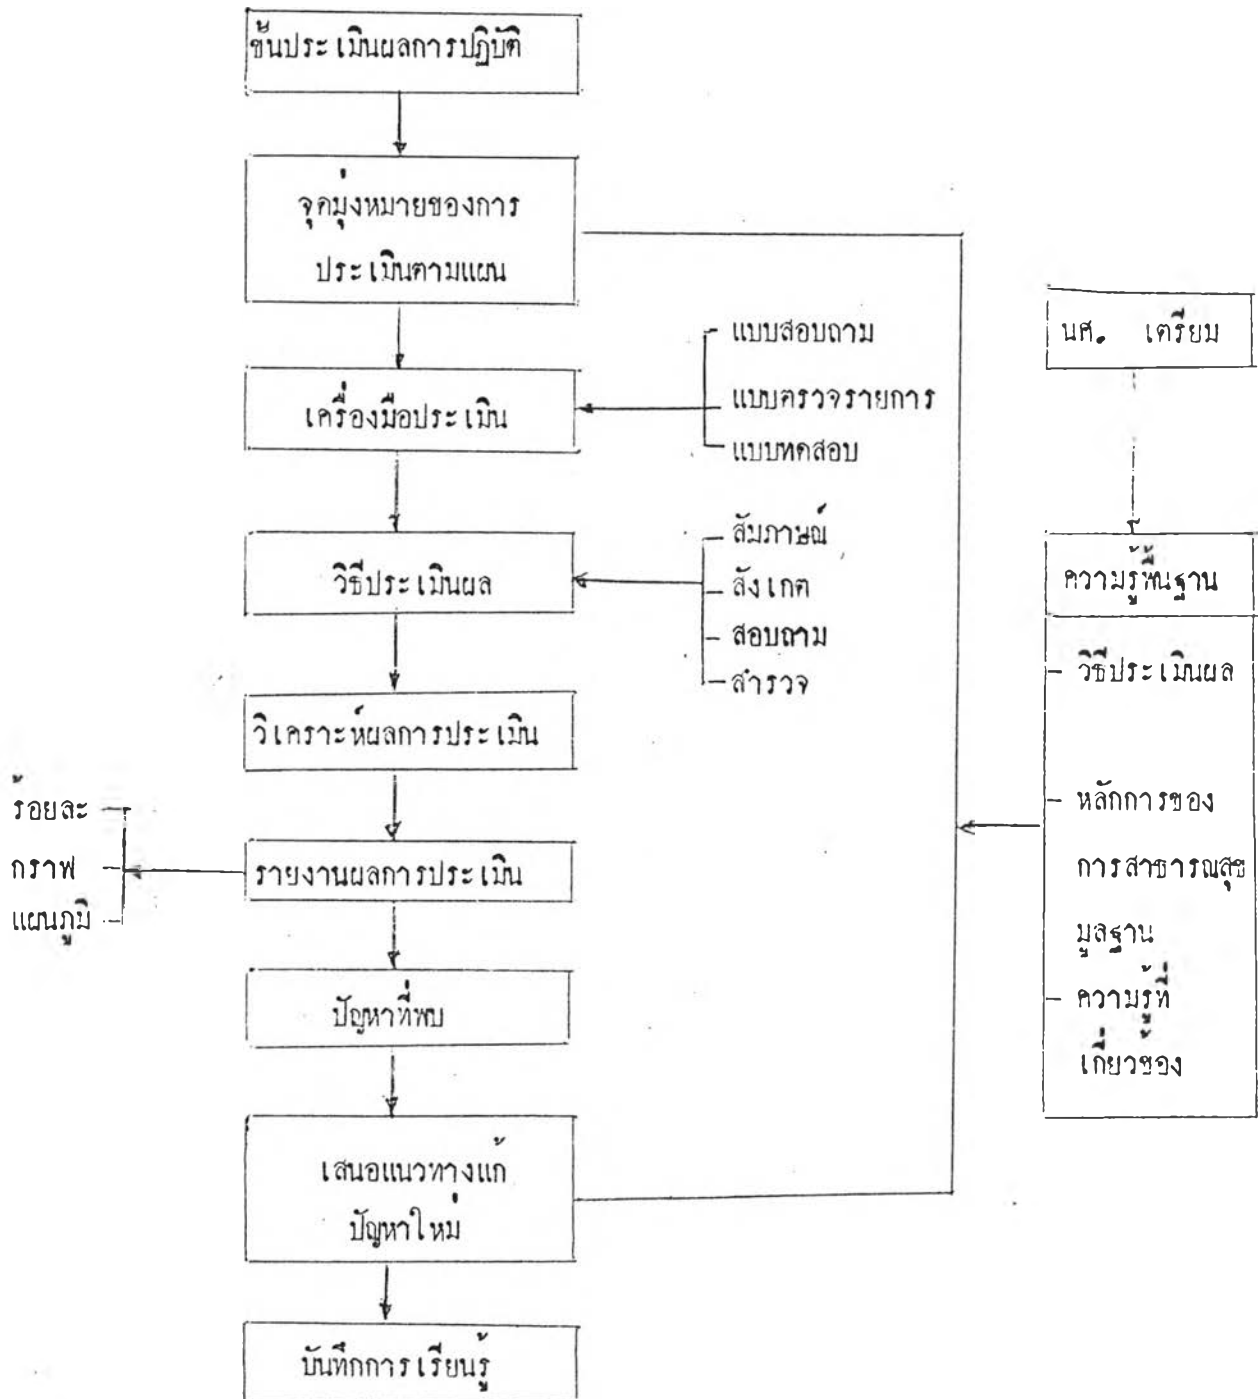 ขั้นประเมินผลการปฏิบัติ
จุดมุ่งหมายของการ
ประเมินตามแผน
เครื่องมือประเมิน
แบบสอบถาม
แบบตรวจรายการ
แบบทดสอบ
วิธีประเมินผล
สัมภาษณ์
สังเกต
สอบถาม
สำรวจ
วิเคราะห์ผลการประเมิน
รายงานผลการประเมิน
ร้อยละ
กราฟ
แผนภูมิ
ปัญหาที่พบ
เสนอแนวทางแก้
ปัญหาใหม่
บันทึกการเรียนรู้
นศ. เตรียม
ความรู้พื้นฐาน
- วิธีประเมินผล
- หลักการของ
การสาธารณสุข
มูลฐาน
- ความรู้ที่
เกี่ยวข้อง